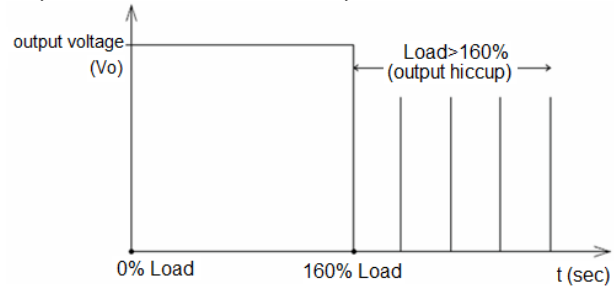 output voltage
(Vo)
Load>160%
(output hiccup)
0% Load
160% Load
t (sec)